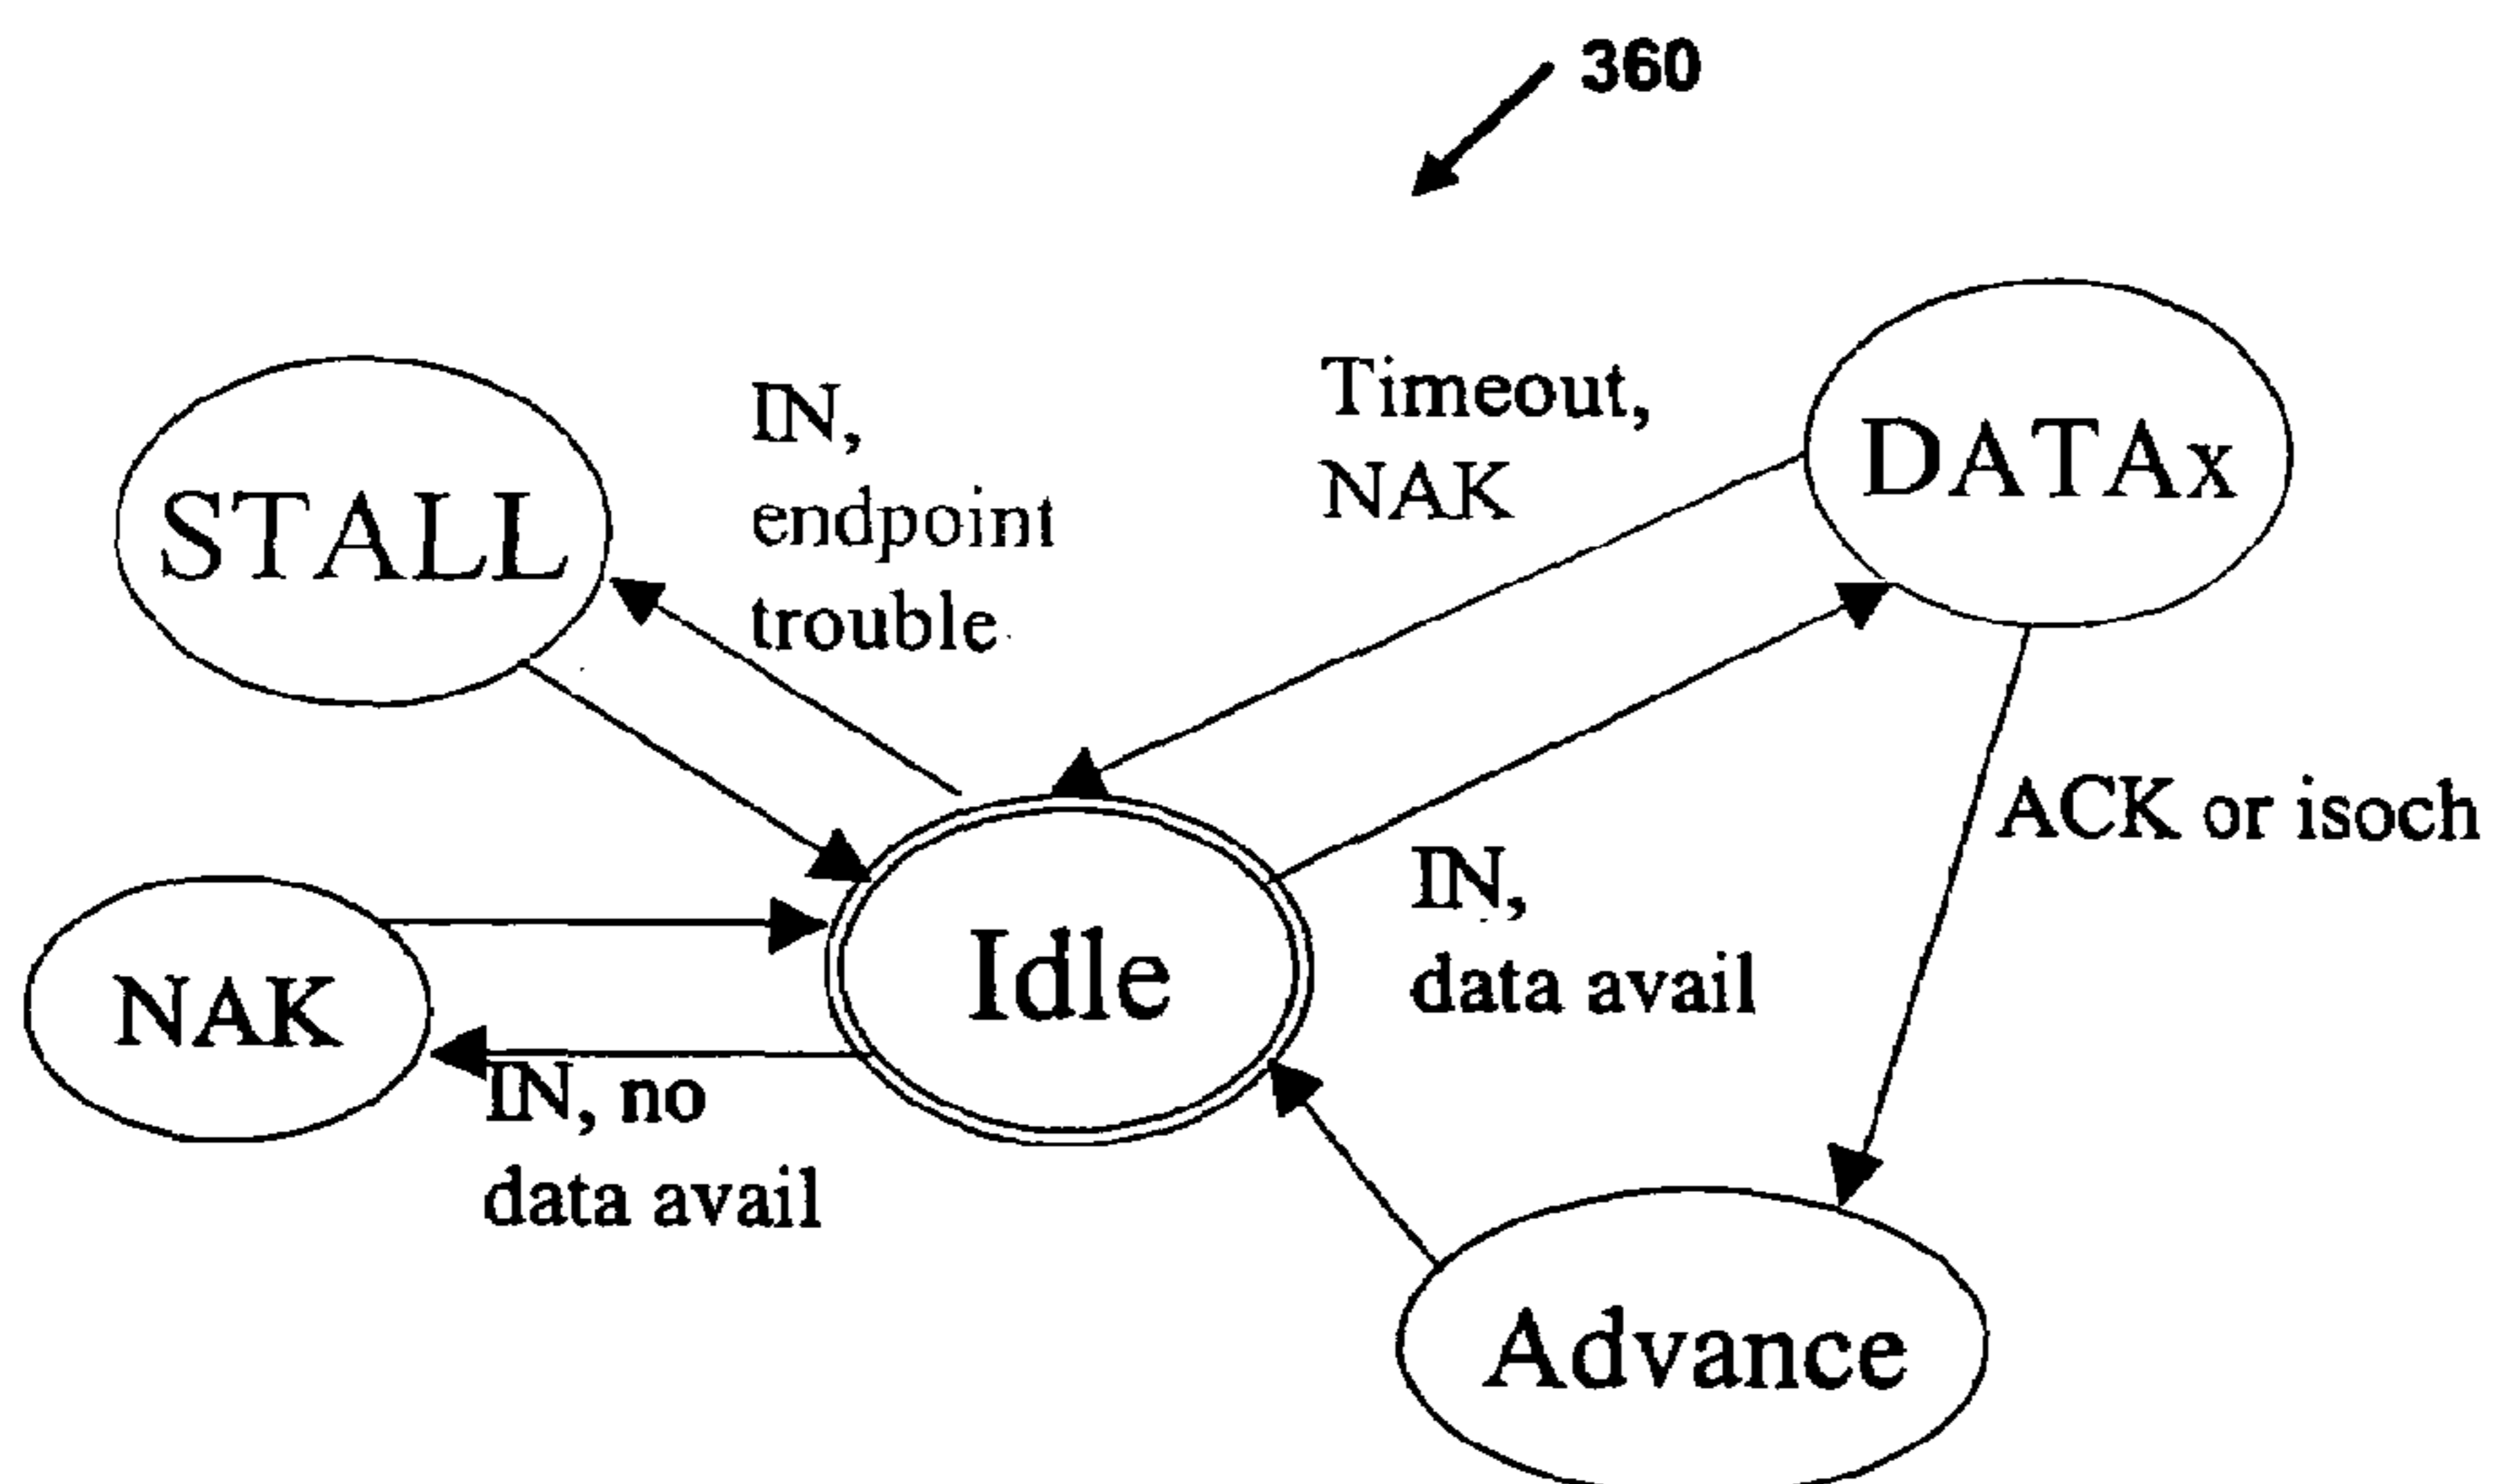 360
IN,
endpoint
trouble
Timeout,
NAK
DATAx
STALL
ACK or isoch
IN,
data avail
Idle
NAK
IN, no
data avail
Advance